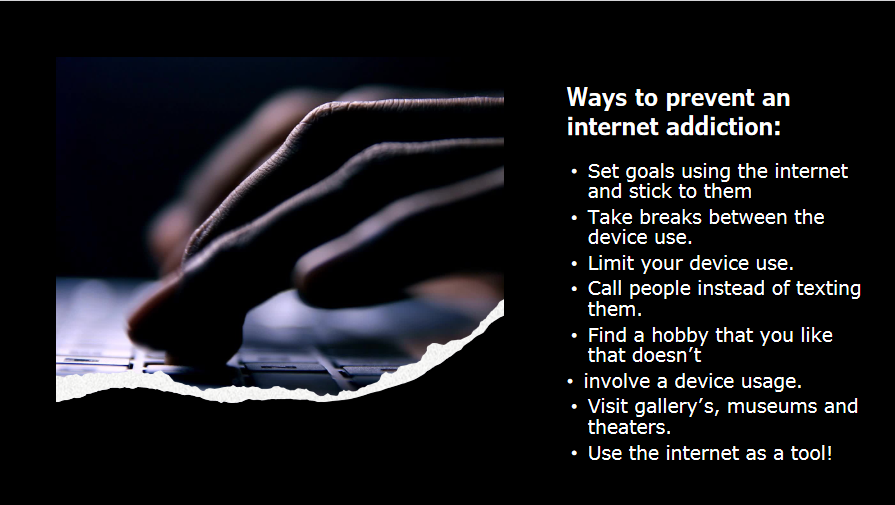 Ways to prevent an
internet addiction:
• Set goals using the internet
and stick to them
• Take breaks between the
device use.
• Limit your device use.
• Call people instead of texting
them.
• Find a hobby that you like
that doesn’t
• involve a device usage.
• Visit gallery’s, museums and
theaters.
• Use the internet as a tool!